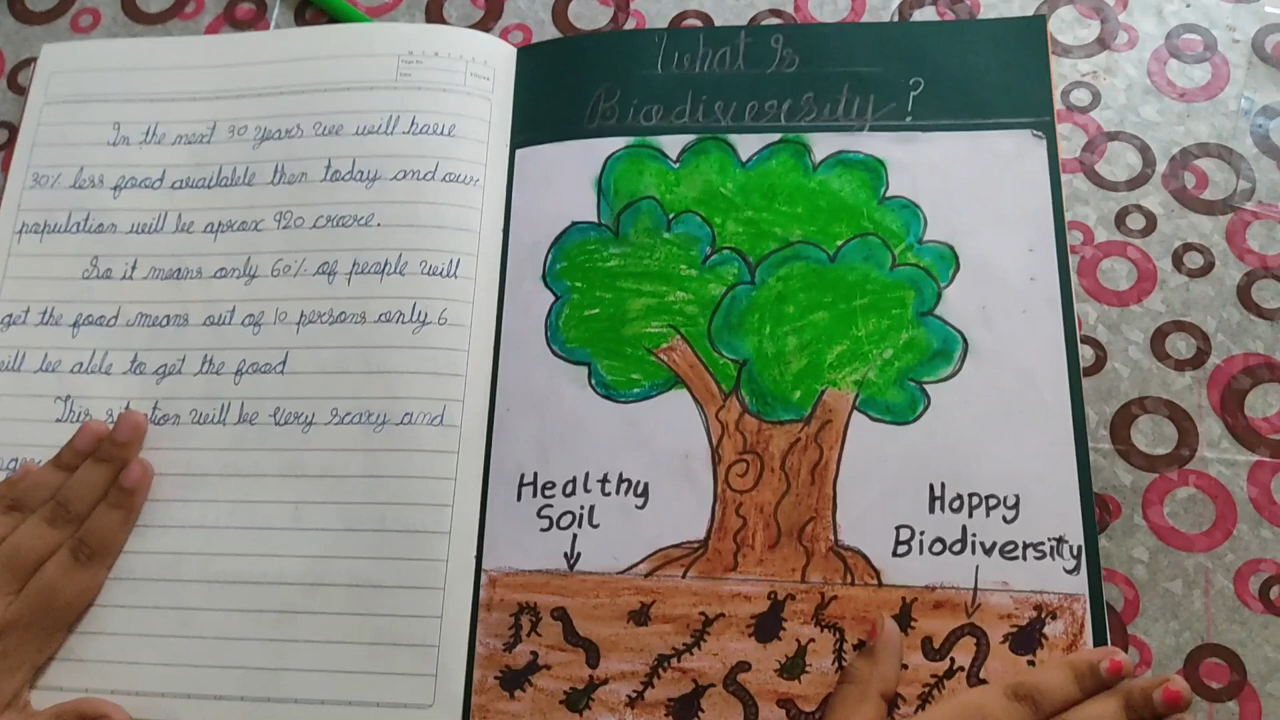 In the next 30 years we will have
30% less food available then today and our
population will be aprox 920 crore.
So it means only 60% of people will
get the food means out of 10 persons only 6
will be able to get the food
This will be very scary and
What Is
Biodiversity?
Healthy
Soil
Happy
Biodiversity